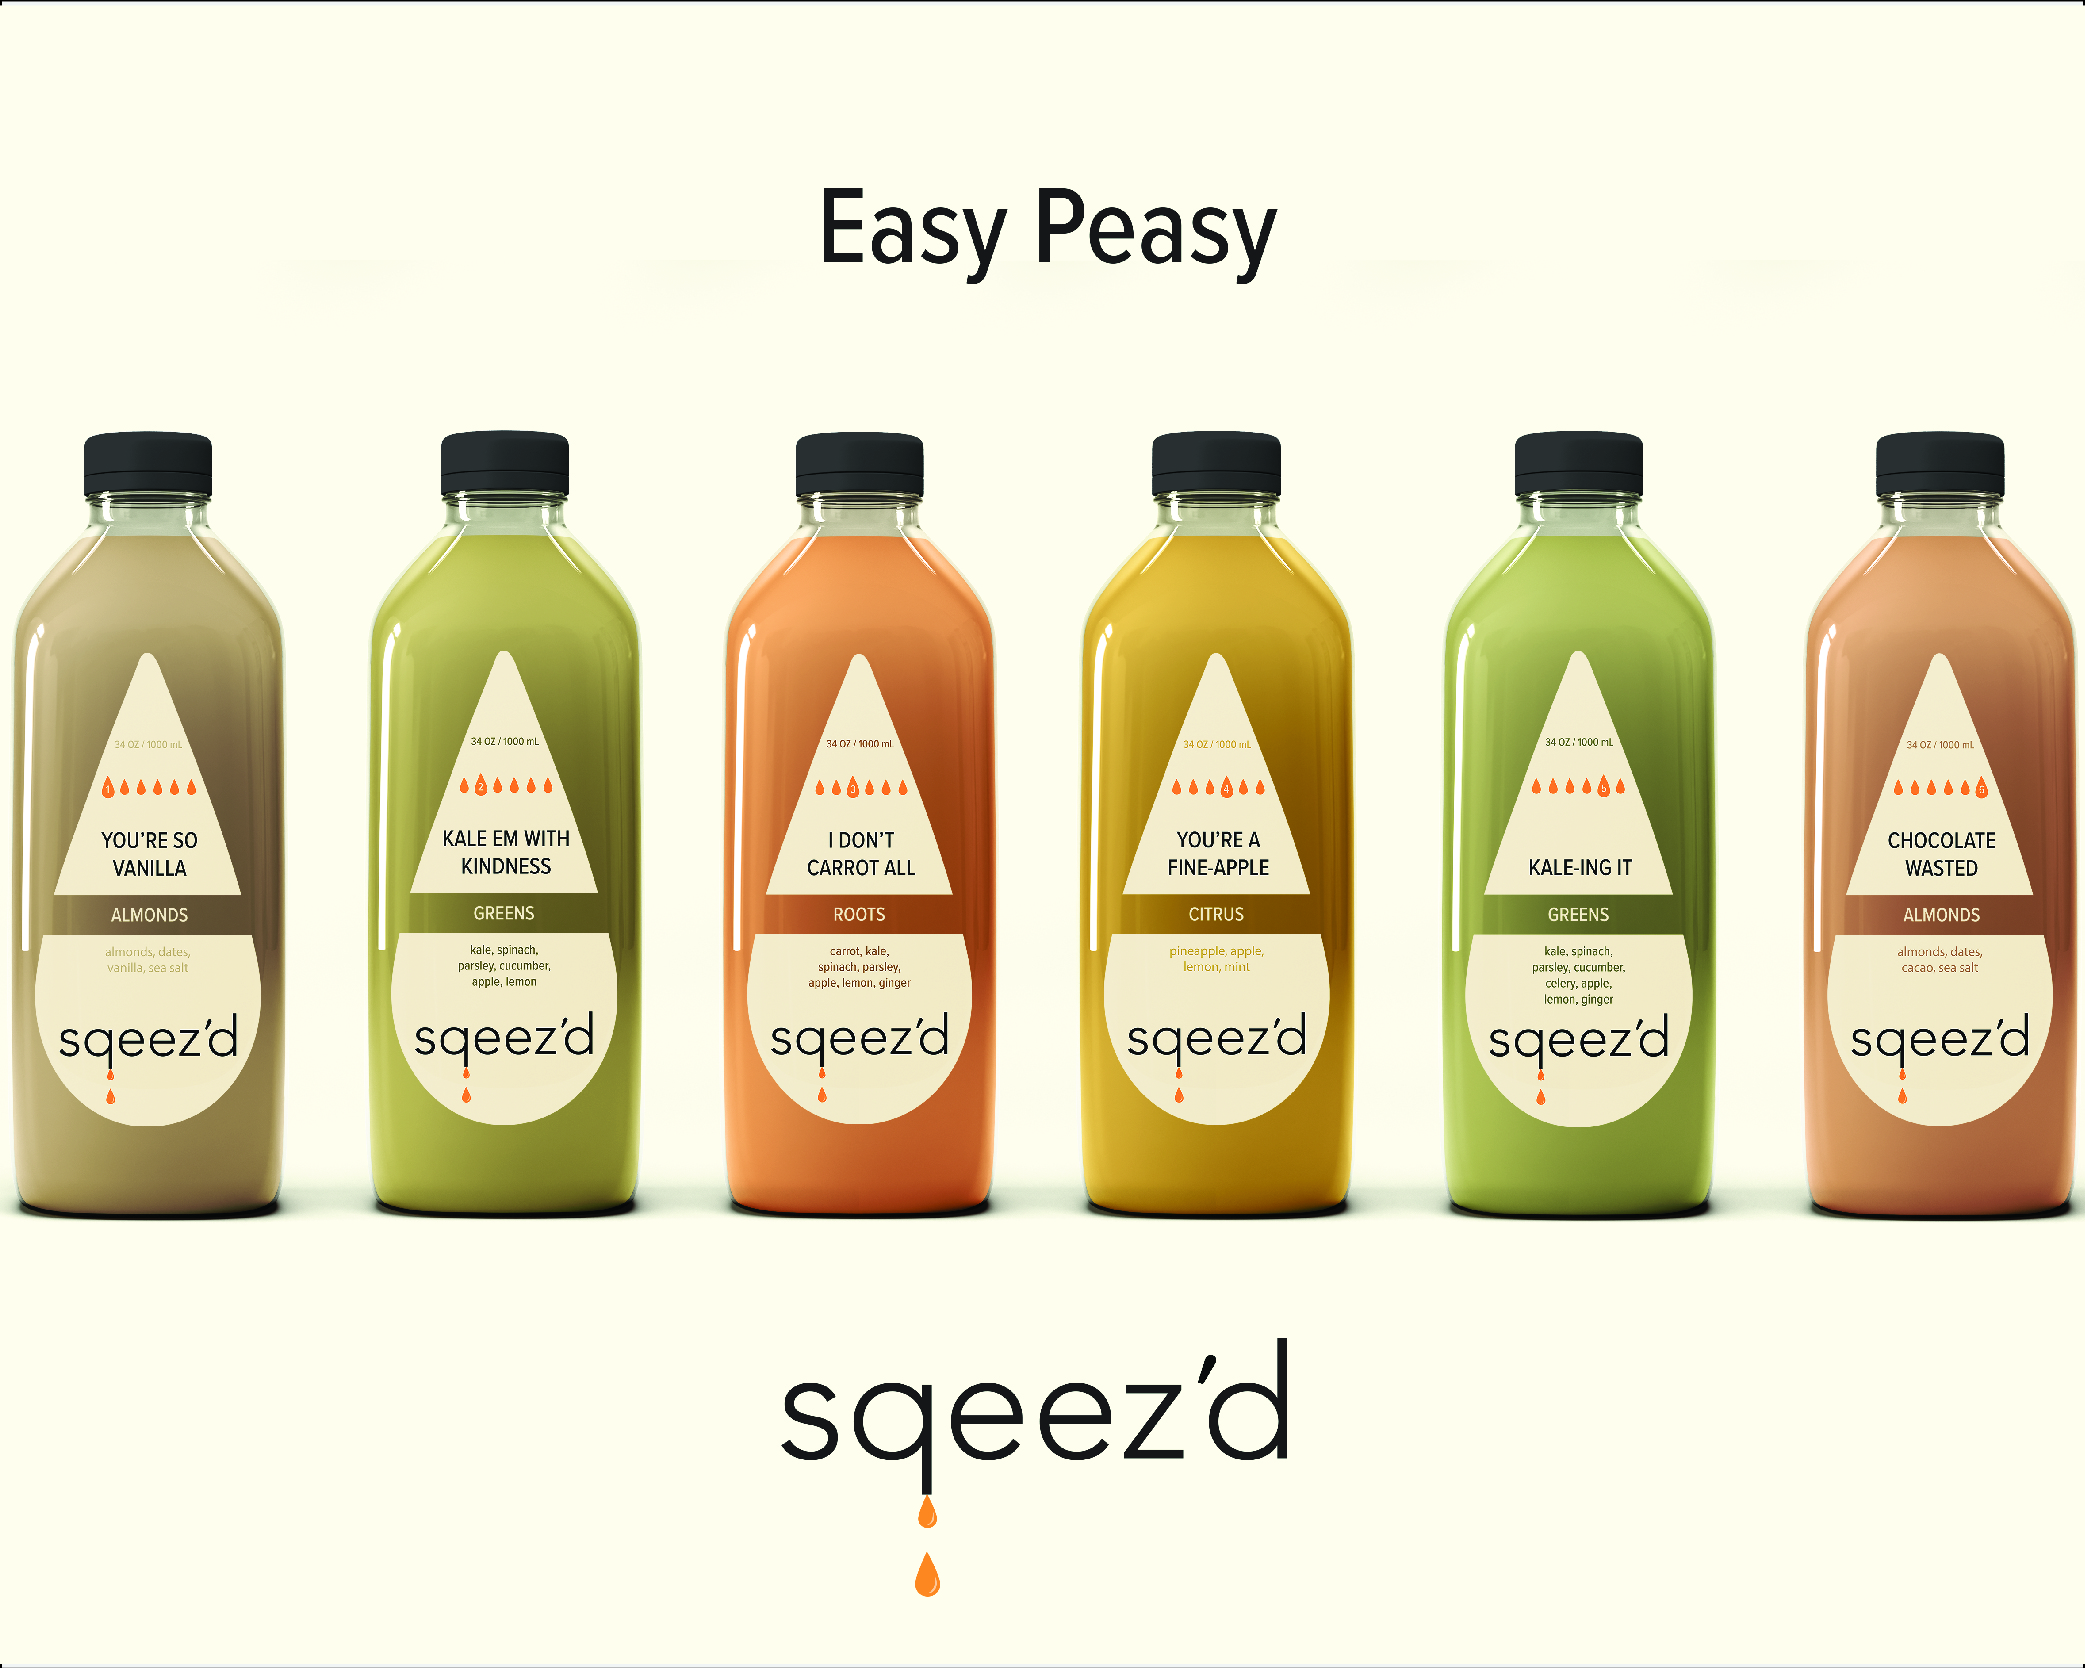 Easy Peasy
34 OZ / 1000 mL
1
YOU'RE SO
VANILLA
ALMONDS
almonds, dates,
vanilla, sea salt
sqeez'd
34 OZ / 1000 mL
2
KALE EM WITH
KINDNESS
GREENS
kale, spinach,
parsley, cucumber,
apple, lemon
sqeez'd
34 OZ / 1000 mL
3
I DON'T
CARROT ALL
ROOTS
carrot, kale,
spinach, parsley,
apple, lemon, ginger
sqeez'd
34 OZ / 1000 mL
4
YOU'RE A
FINE-APPLE
CITRUS
pineapple, apple,
lemon, mint
sqeez'd
34 OZ / 1000 mL
5
KALE-ING IT
GREENS
kale, spinach,
parsley, cucumber,
celery, apple,
lemon, ginger
sqeez'd
34 OZ / 1000 mL
CHOCOLATE
WASTED
ALMONDS
almonds, dates,
cacao, sea salt
sqeez'd
sqeez'd